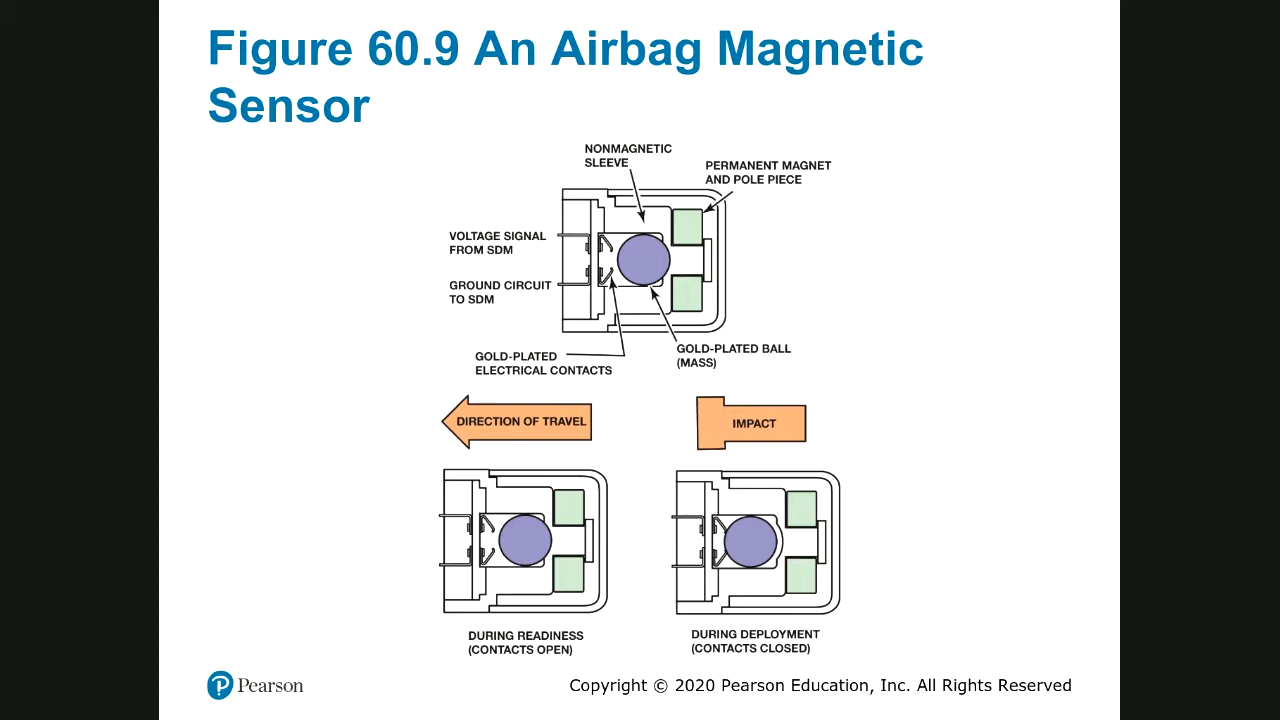 Figure 60.9 An Airbag Magnetic
Sensor
NONMAGNETIC
SLEEVE
PERMANENT MAGNET
AND POLE PIECE
VOLTAGE SIGNAL
FROM SDM
GROUND CIRCUIT
TO SDM
GOLD-PLATED
ELECTRICAL CONTACTS
GOLD-PLATED BALL
(MASS)
DIRECTION OF TRAVEL
IMPACT
DURING READINESS
(CONTACTS OPEN)
DURING DEPLOYMENT
(CONTACTS CLOSED)
P Pearson
Copyright © 2020 Pearson Education, Inc. All Rights Reserved